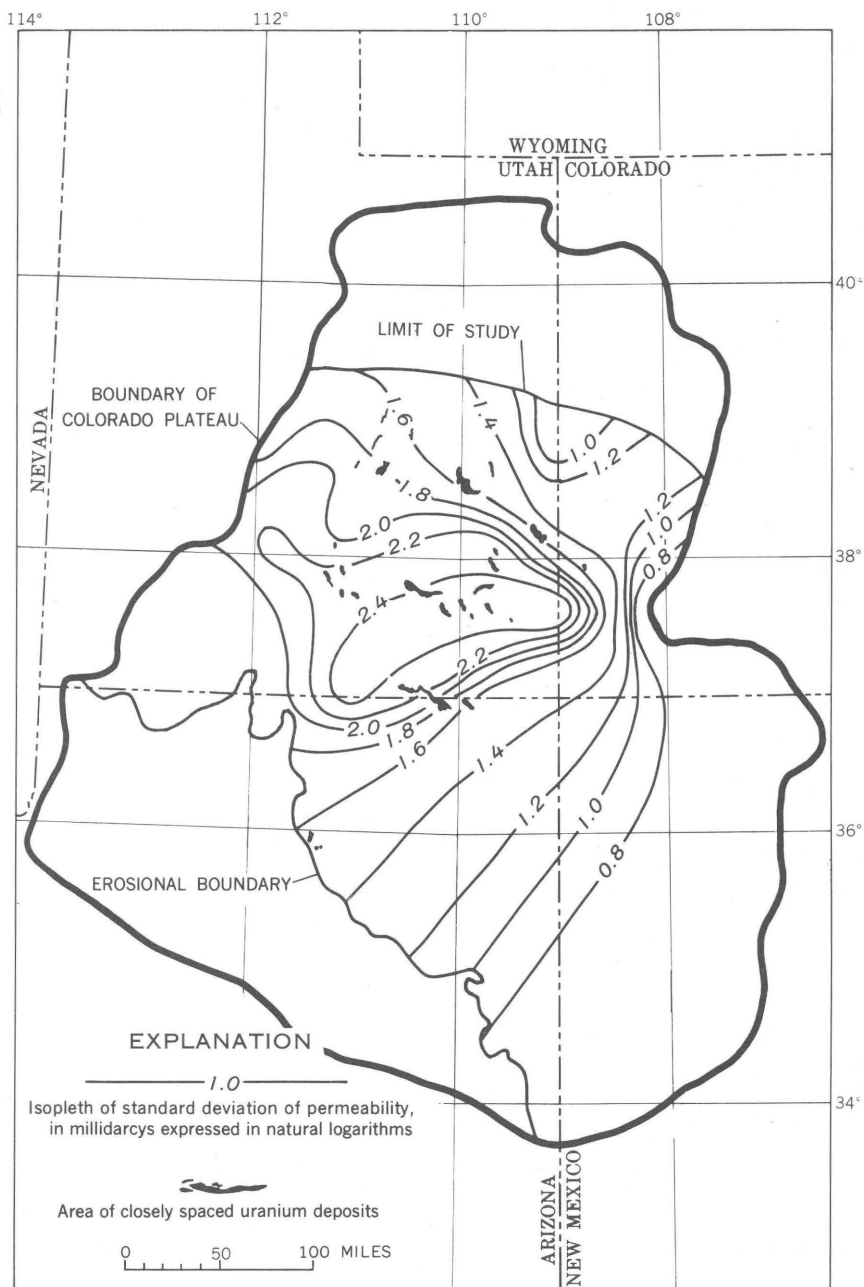 114°
112°
110°
108°
WYOMING
UTAH COLORADO
40°
LIMIT OF STUDY
BOUNDARY OF
COLORADO PLATEAU
NEVADA
1.6
1.4
1.0
1.2
1.8
1.2
1.0
0.8
2.0
2.2
38°
2.4
2.2
2.0
1.8
1.6
1.4
1.2
1.0
0.8
36°
EROSIONAL BOUNDARY
34°
ARIZONA
NEW MEXICO
EXPLANATION
1.0
Isopleth of standard deviation of permeability,
in millidarcys expressed in natural logarithms
Area of closely spaced uranium deposits
0 50 100 MILES